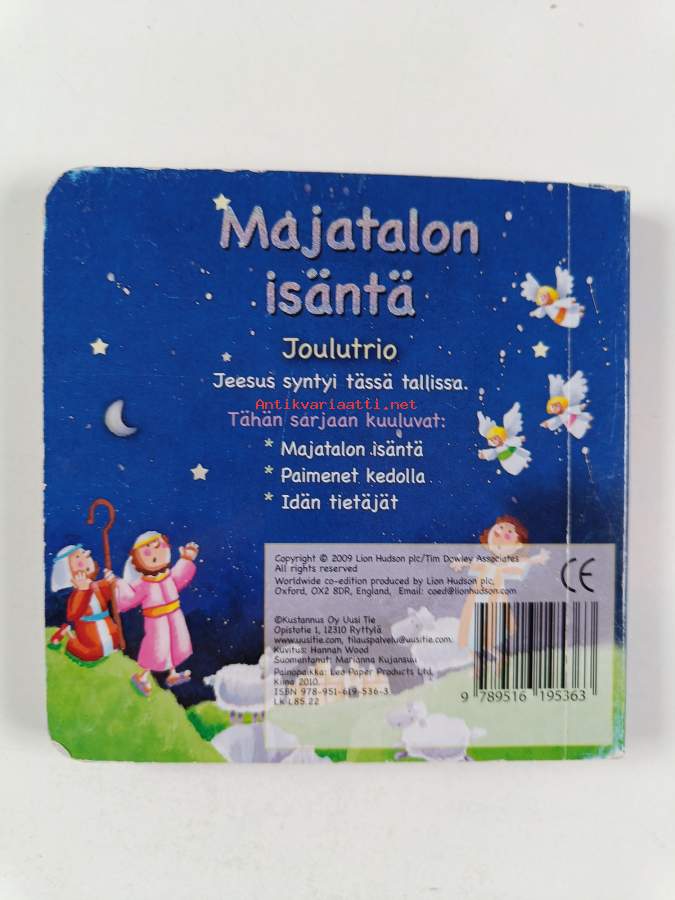 Majatalon
isäntä
Joulutrio
Jeesus syntyi tässä tallissa.
Antikvariaatti.net
Tähän sarjaan kuuluvat:
* Majatalon isäntä
* Paimenet kedolla
* Idän tietäjät
Copyright © 2009 Lion Hudson plc/Tim Dowley Associates
All rights reserved
Worldwide co-edition produced by Lion Hudson plc,
Oxford, OX2 8DR, England, Email: coed@lionhudson.com
CE
©Kustannus Oy Uusi Tie
Opistotie 1, 12310 Ryttylä
www.uusitie.com, tilauspalvelu@uusitie.com
Kuvitus: Hannah Wood
Suomentanut: Marianna Kujansuu
Painopaikka: Leo Paper Products Ltd,
Kiina 2010.
ISBN 978-951-619-536-3
LK L85.22
9 789516 195363